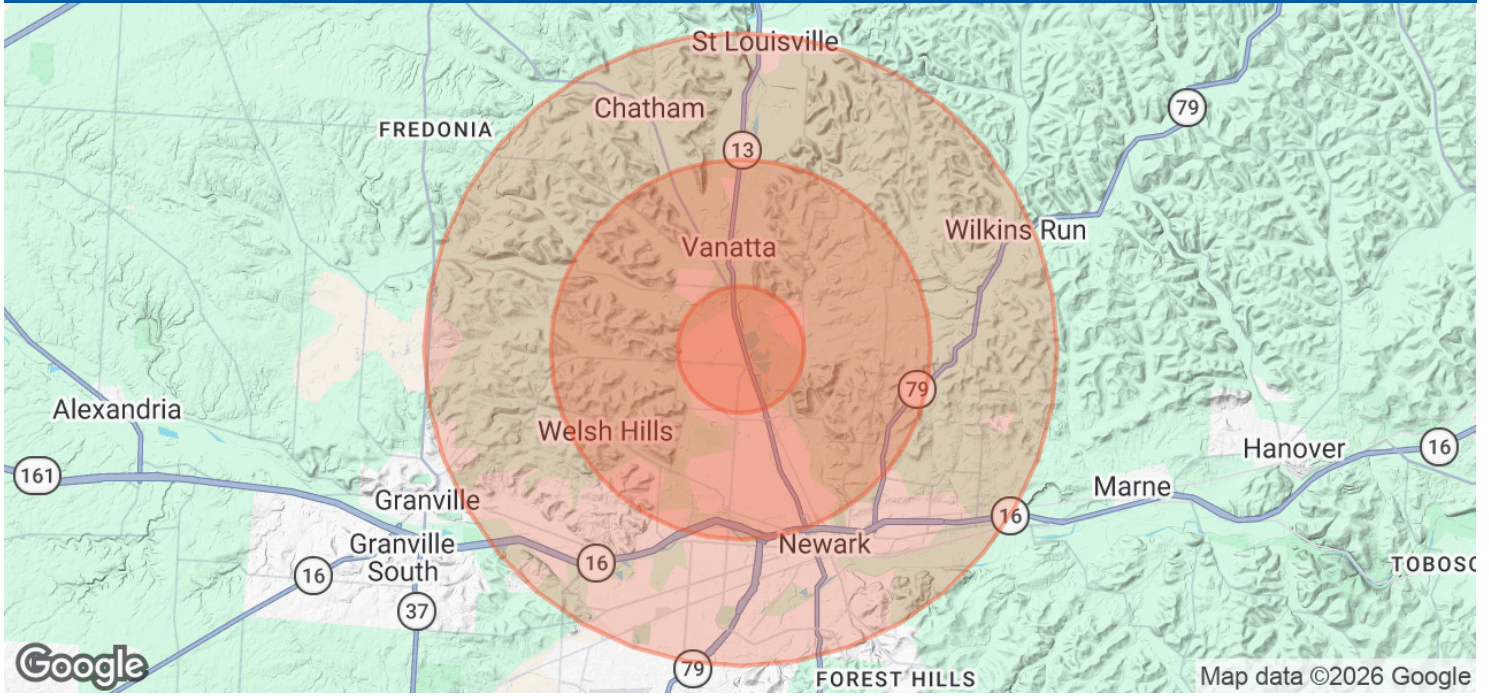 St Louisville
Chatham
79
FREDONIA
13
Wilkins Run
Vanatta
79
Alexandria
Welsh Hills
Hanover
16
161
Granville
Marne
16
Granville
South
Newark
16
16
TOBOSO
37
79
FOREST HILLS
Google
Map data ©2026 Google